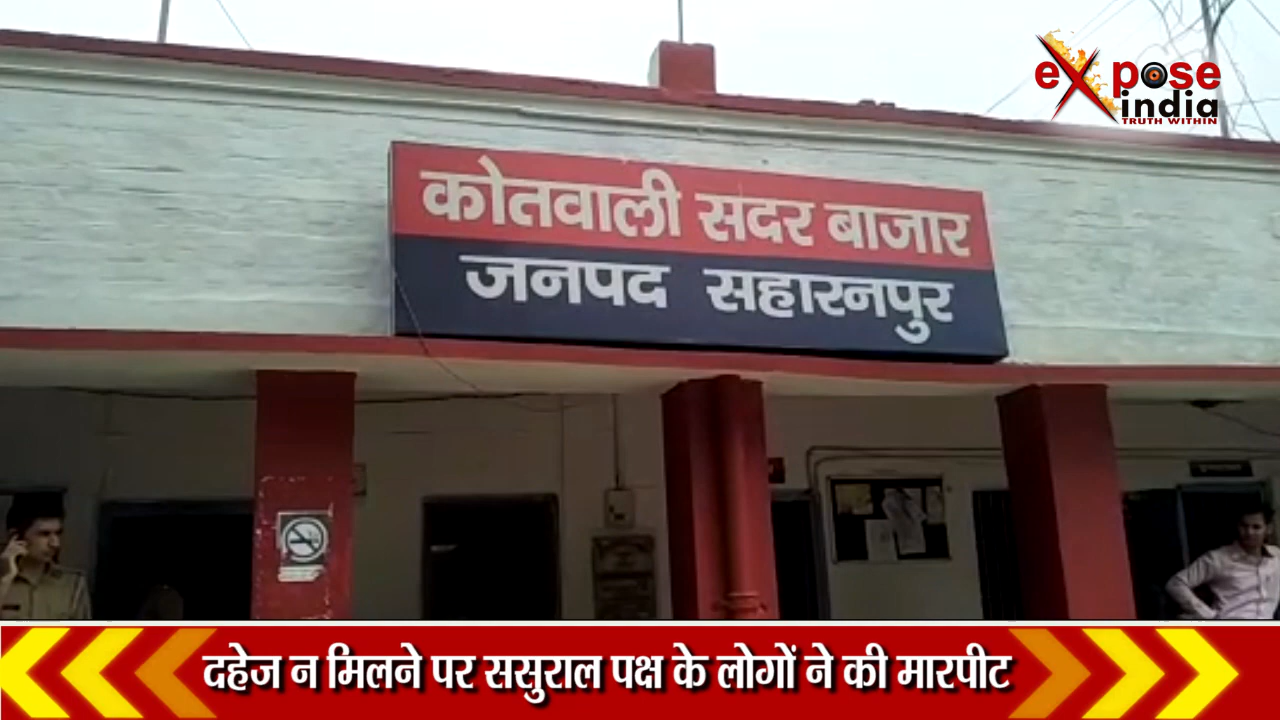 expose
india
TRUTH WITHIN
कोतवाली सदर बाजार
जनपद सहारनपुर
दहेज न मिलने पर ससुराल पक्ष के लोगों ने की मारपीट